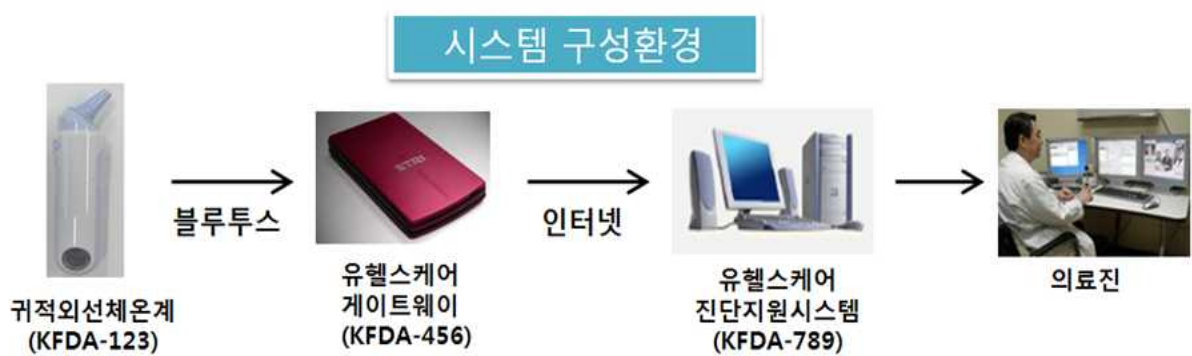 시스템 구성환경
블루투스
인터넷
귀적외선체온계
(KFDA-123)
ETRI
유헬스케어
게이트웨이
(KFDA-456)
유헬스케어
진단지원시스템
(KFDA-789)
의료진